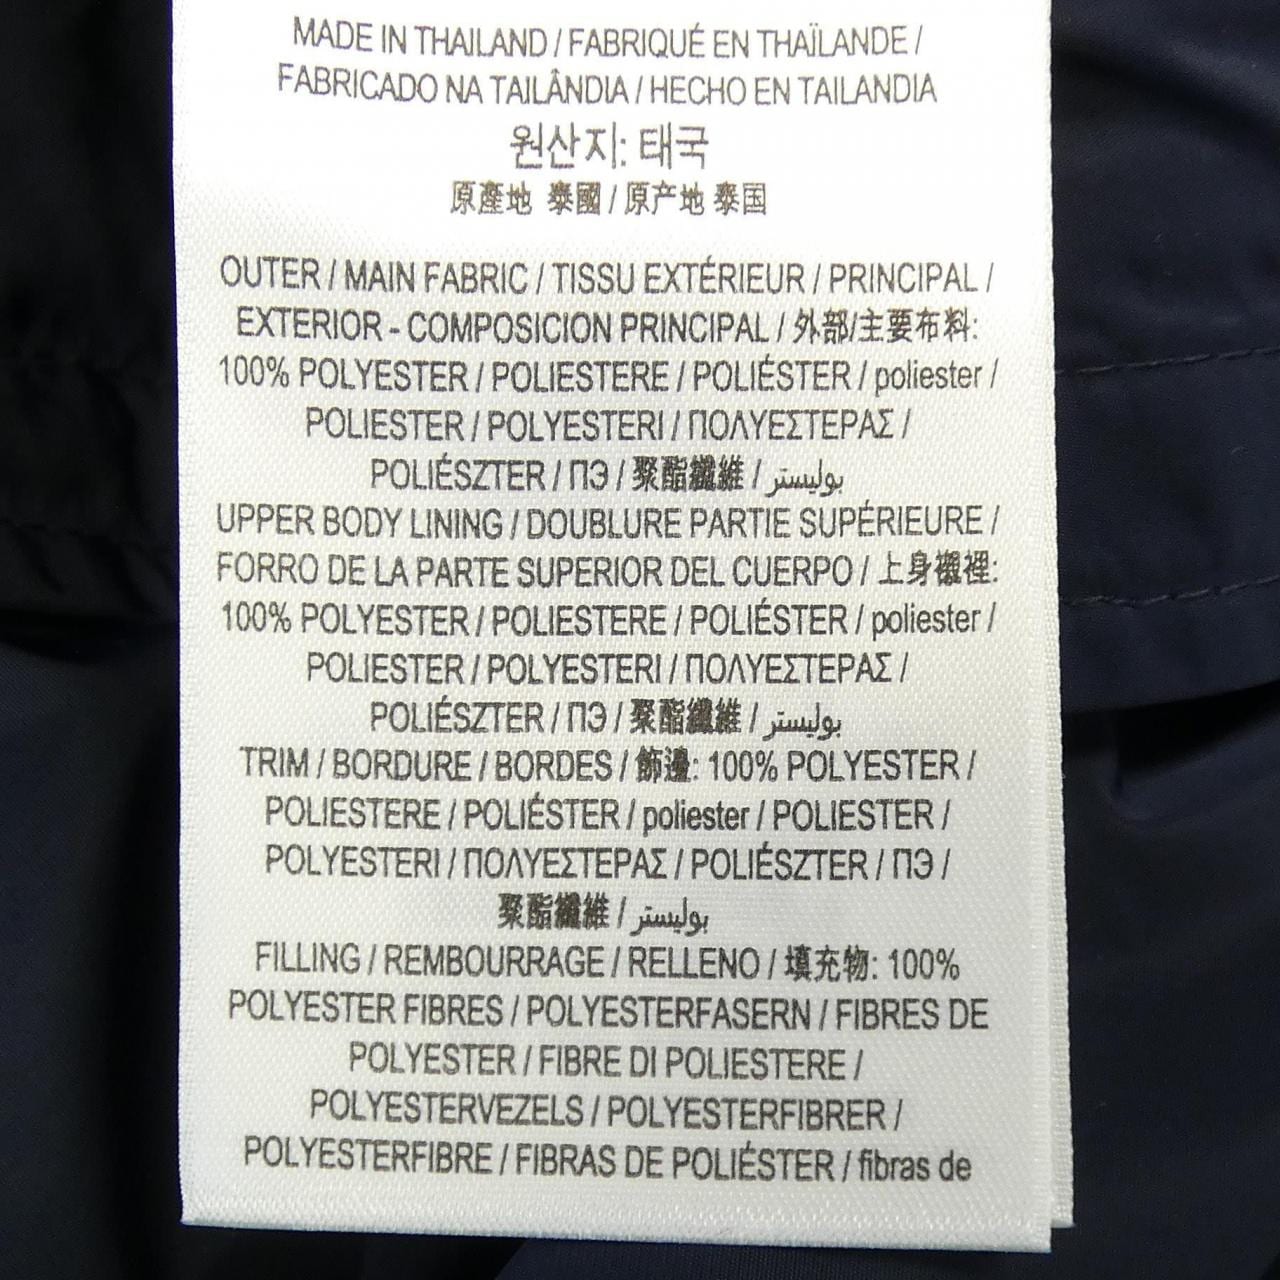 MADE IN THAILAND / FABRIQUÉ EN THAÏLANDE /
FABRICADO NA TAILÂNDIA / HECHO EN TAILANDIA
원산지: 태국
原產地 泰國 / 原产地 泰国
OUTER / MAIN FABRIC / TISSU EXTÉRIEUR / PRINCIPAL /
EXTERIOR - COMPOSICION PRINCIPAL / 外部/主要布料:
100% POLYESTER / POLIESTERE / POLIÉSTER / poliester /
POLIESTER / POLYESTERI / ΠΟΛΥΕΣΤΕΡΑΣ /
POLIÉSZTER / ПЭ / 聚酯纖維 / بوليستر
UPPER BODY LINING / DOUBLURE PARTIE SUPÉRIEURE /
FORRO DE LA PARTE SUPERIOR DEL CUERPO / 上身襯裡:
100% POLYESTER / POLIESTERE / POLIÉSTER / poliester /
POLIESTER / POLYESTERI / ΠΟΛΥΕΣΤΕΡΑΣ /
POLIÉSZTER / ПЭ / 聚酯纖維 / بوليستر
TRIM / BORDURE / BORDES / 飾邊: 100% POLYESTER /
POLIESTERE / POLIÉSTER / poliester / POLIESTER /
POLYESTERI / ΠΟΛΥΕΣΤΕΡΑΣ / POLIÉSZTER / ПЭ /
聚酯纖維 / بوليستر
FILLING / REMBOURRAGE / RELLENO / 填充物: 100%
POLYESTER FIBRES / POLYESTERFASERN / FIBRES DE
POLYESTER / FIBRE DI POLIESTERE /
POLYESTERVEZELS / POLYESTERFIBRER /
POLYESTERFIBRE / FIBRAS DE POLIÉSTER / fibras de